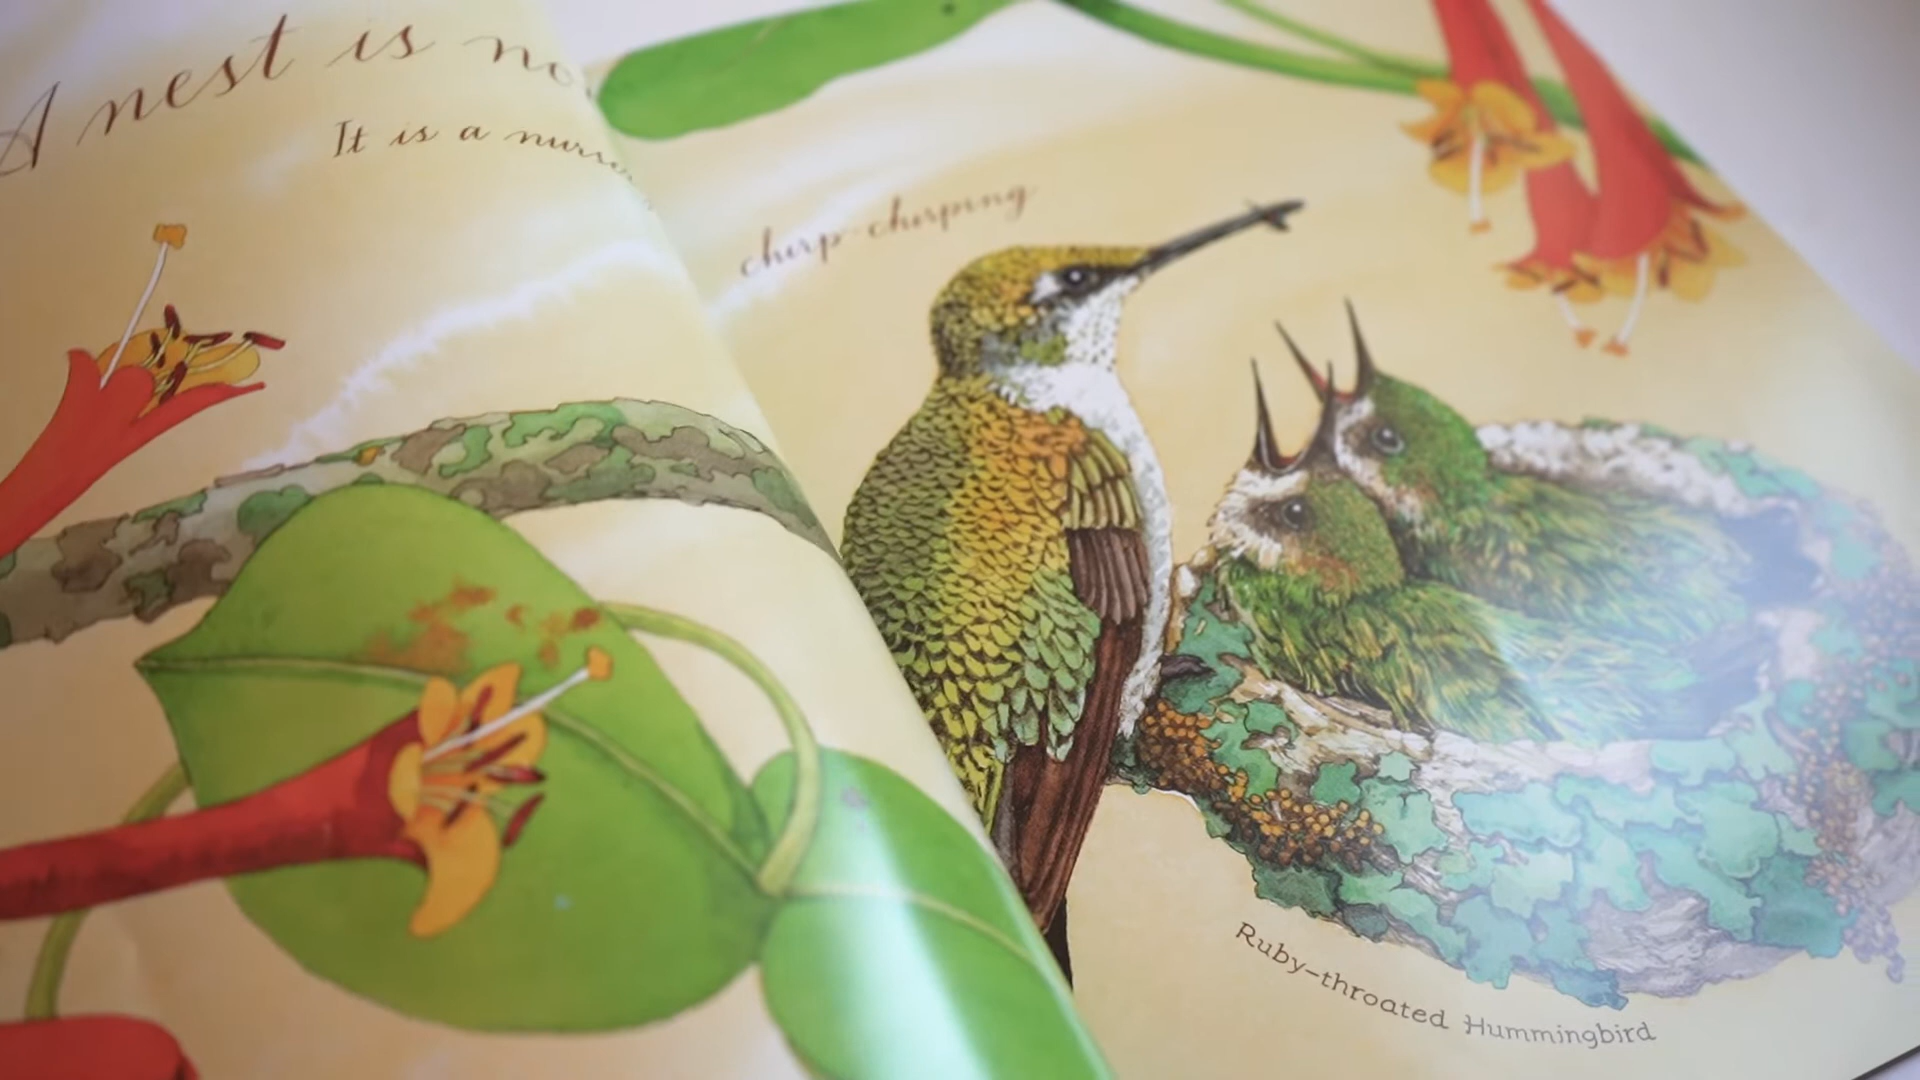 A nest is
It is a
chirp-chirping
Ruby-throated Hummingbird